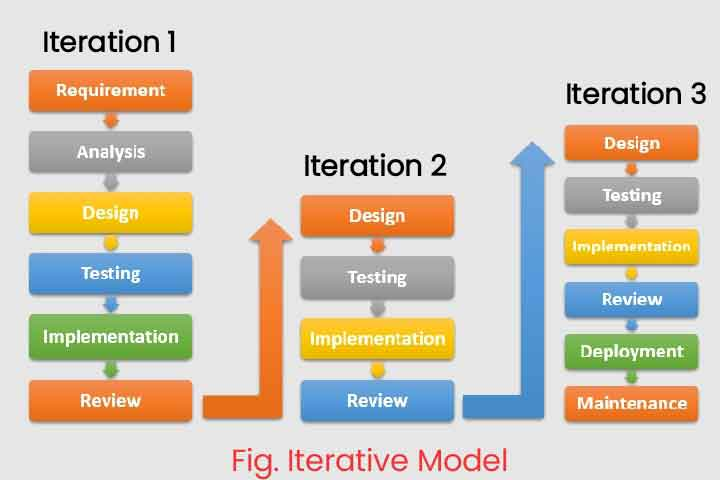 Iteration 1
Requirement
Analysis
Design
Testing
Implementation
Review
Iteration 2
Design
Testing
Implementation
Review
Iteration 3
Design
Testing
Implementation
Review
Deployment
Maintenance
Fig. Iterative Model